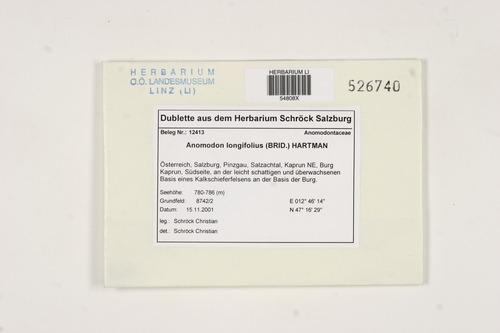 HERBARIUM
O.Ö. LANDESMUSEUM
LINZ (LI)
HERBARIUM LI
54808X
526740
Dublette aus dem Herbarium Schröck Salzburg
Beleg Nr.: 12413 Anomodontaceae
Anomodon longifolius (BRID.) HARTMAN
Österreich, Salzburg, Pinzgau, Salzachtal, Kaprun NE, Burg
Kaprun, Südseite, an der leicht schattigen und überwachsenen
Basis eines Kalkschieferfelsens an der Basis der Burg.
Seehöhe: 780-786 (m)
Grundfeld: 8742/2 E 012° 46' 14"
Datum: 15.11.2001 N 47° 16' 29"
leg.: Schröck Christian
det.: Schröck Christian